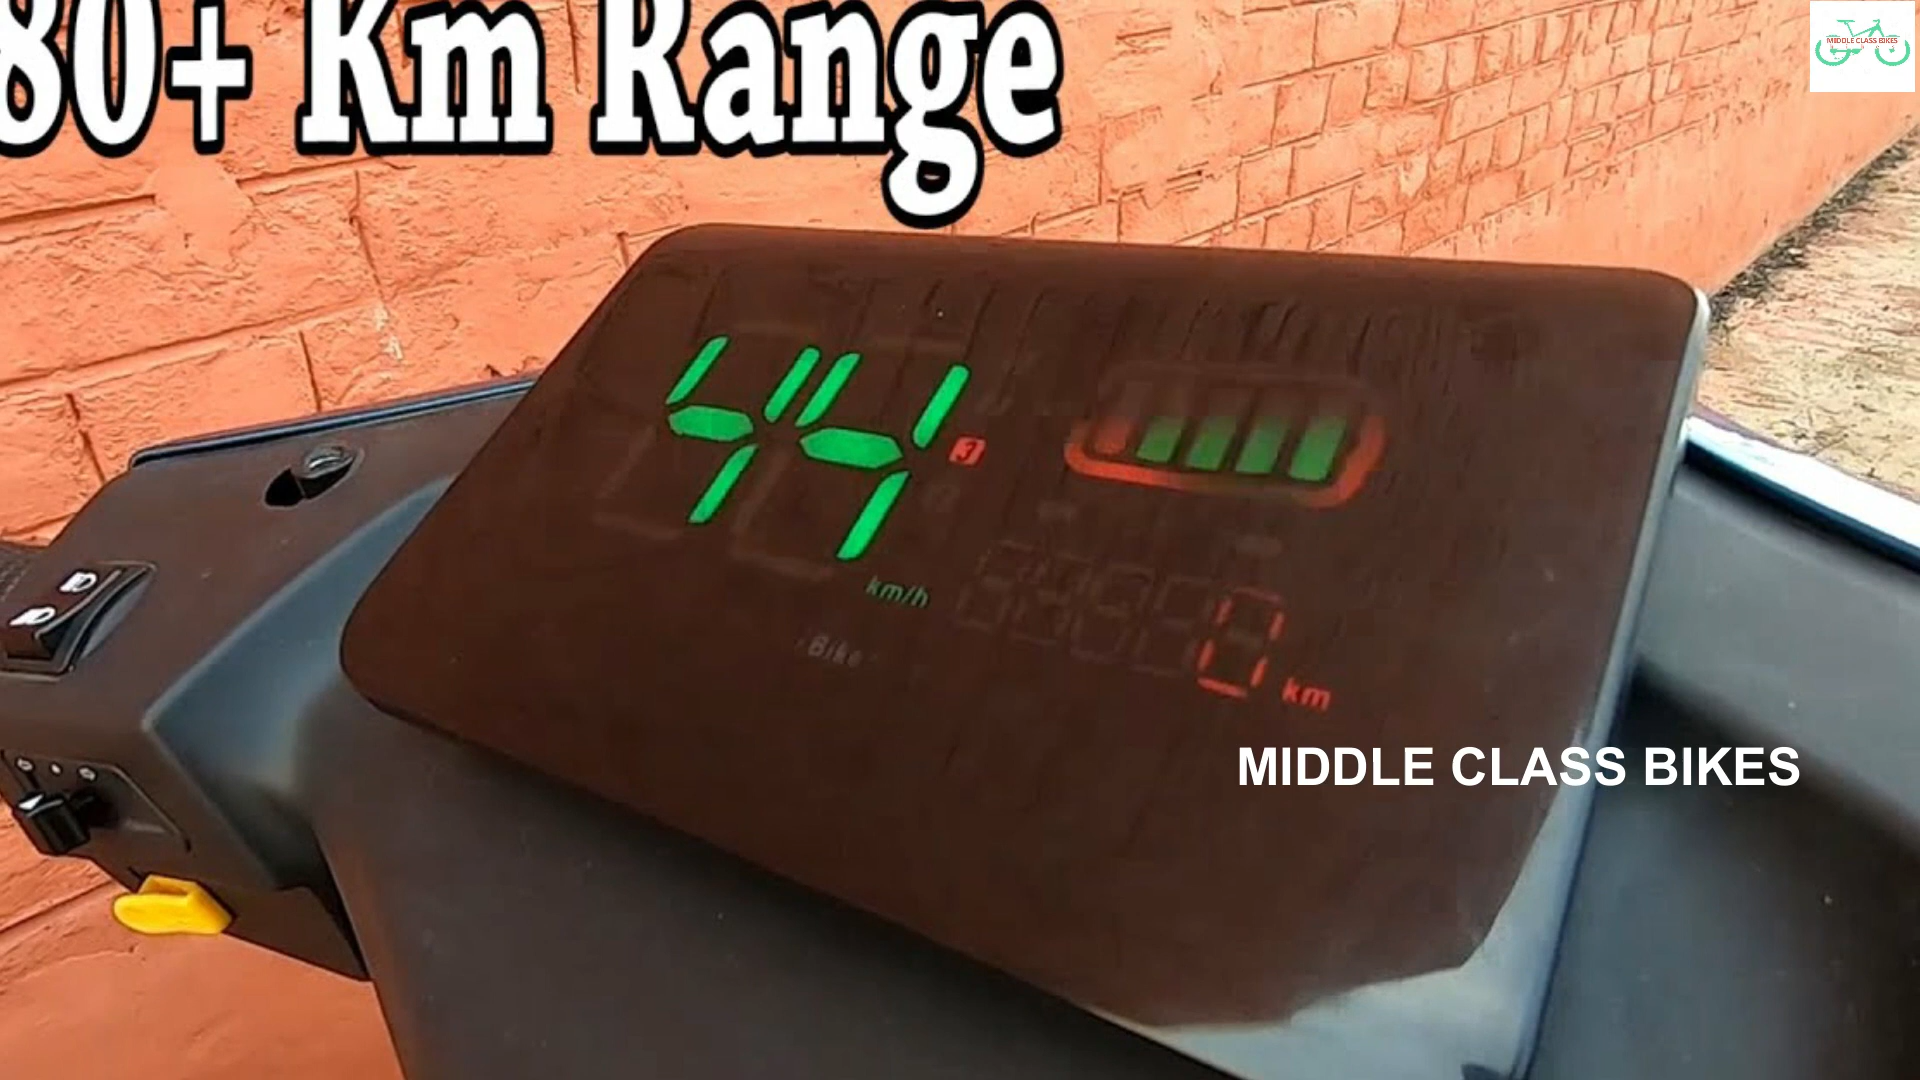 80+ Km Range
MIDDLE CLASS BIKES
44
3
km/h
Bike
0 km
MIDDLE CLASS BIKES